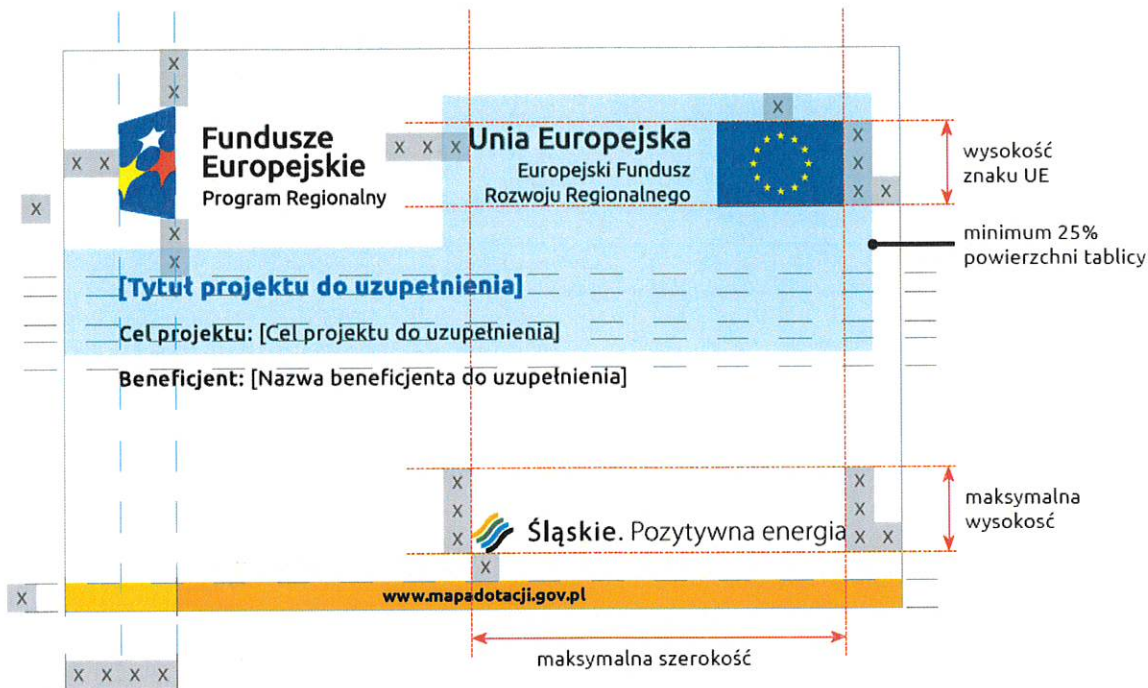 X
X
Fundusze
Europejskie
Program Regionalny
X X
X X X
Unia Europejska
Europejski Fundusz
Rozwoju Regionalnego
X
X
X
X X
wysokość
znaku UE
X
X
X
minimum 25%
powierzchni tablicy
[Tytuł projektu do uzupełnienia]
Cel projektu: [Cel projektu do uzupełnienia]
Beneficjent: [Nazwa beneficjenta do uzupełnienia]
X
X
X
Śląskie. Pozytywna energia
X
X
X
X X
maksymalna
wysokosć
X
www.mapadotacji.gov.pl
X X X X
maksymalna szerokość